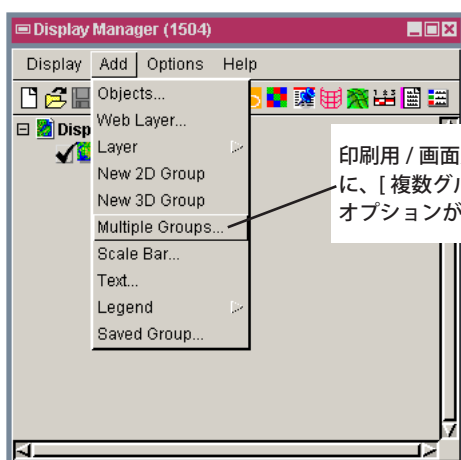 Display Manager (1504)
Display Add Options Help
Objects...
Web Layer...
Layer
New 2D Group
New 3D Group
Multiple Groups...
Scale Bar...
Text...
Legend
Saved Group...
Disp
印刷用 / 画面
に、[ 複数グル
オプションが